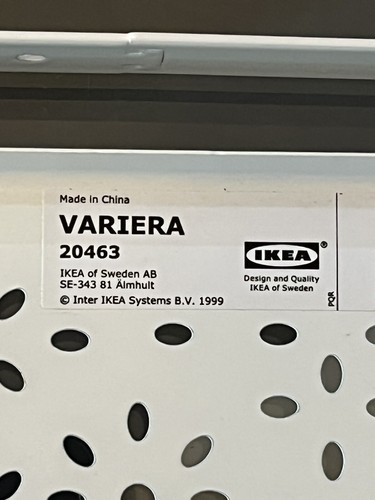 Made in China
VARIERA
20463
IKEA of Sweden AB
SE-343 81 Älmhult
© Inter IKEA Systems B.V. 1999
IKEA®
Design and Quality
IKEA of Sweden
PQR